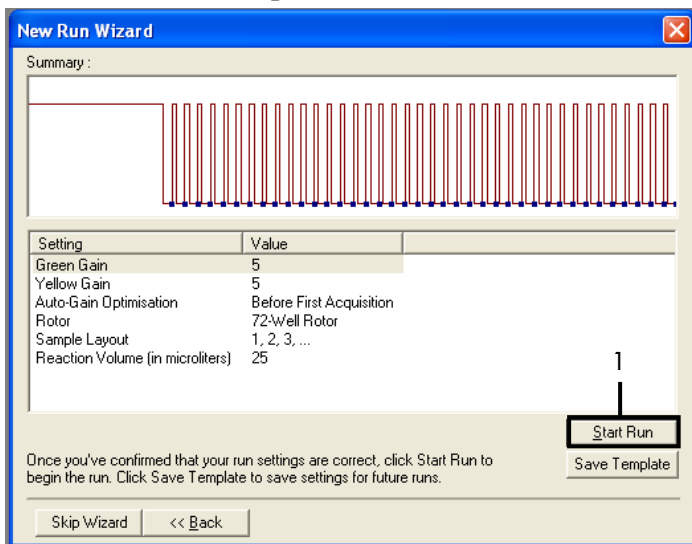 New Run Wizard
Summary :
Setting Value
Green Gain 5
Yellow Gain 5
Auto-Gain Optimisation Before First Acquisition
Rotor 72-Well Rotor
Sample Layout 1, 2, 3, ...
Reaction Volume (in microliters) 25
1
Start Run
Once you've confirmed that your run settings are correct, click Start Run to
begin the run. Click Save Template to save settings for future runs.
Save Template
Skip Wizard << Back